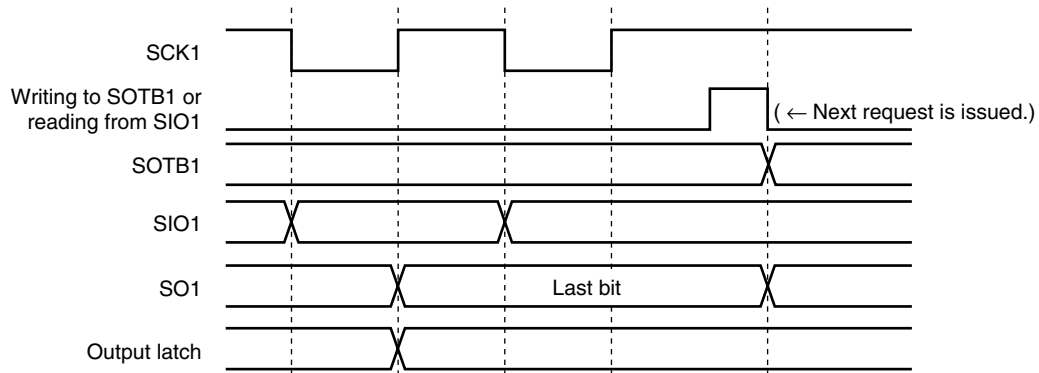 SCK1
Writing to SOTB1 or
reading from SIO1
( ← Next request is issued.)
SOTB1
SIO1
SO1
Last bit
Output latch